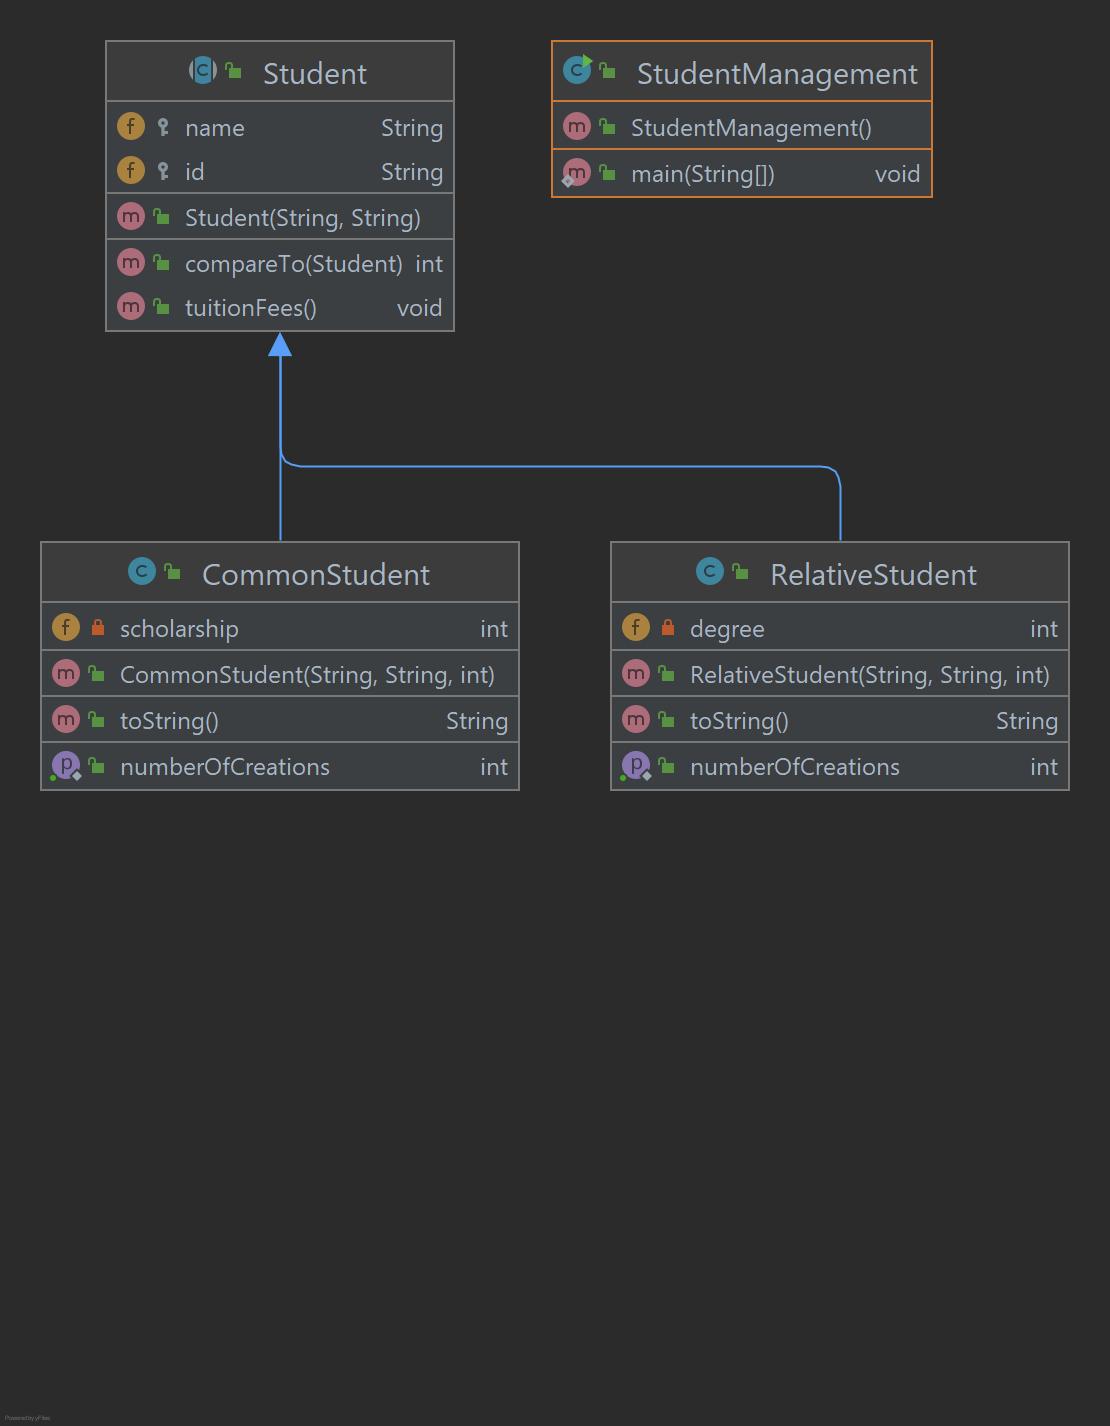 Student
name String
id String
Student(String, String)
compareTo(Student) int
tuitionFees() void
StudentManagement
StudentManagement()
main(String[]) void
CommonStudent
scholarship int
CommonStudent(String, String, int)
toString() String
numberOfCreations int
RelativeStudent
degree int
RelativeStudent(String, String, int)
toString() String
numberOfCreations int
Powered by yFiles